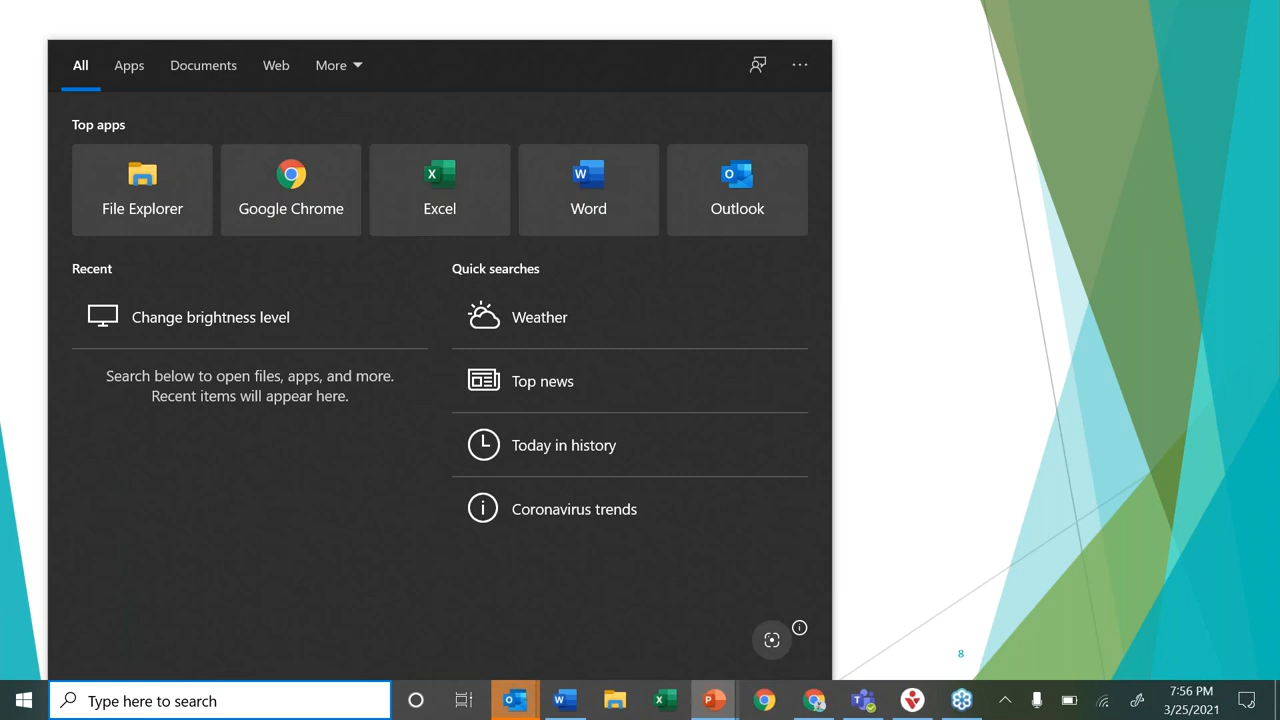 All Apps Documents Web More
Top apps
File Explorer Google Chrome Excel Word Outlook
Recent
Change brightness level
Search below to open files, apps, and more.
Recent items will appear here.
Quick searches
Weather
Top news
Today in history
Coronavirus trends
8
Type here to search
7:56 PM
3/25/2021